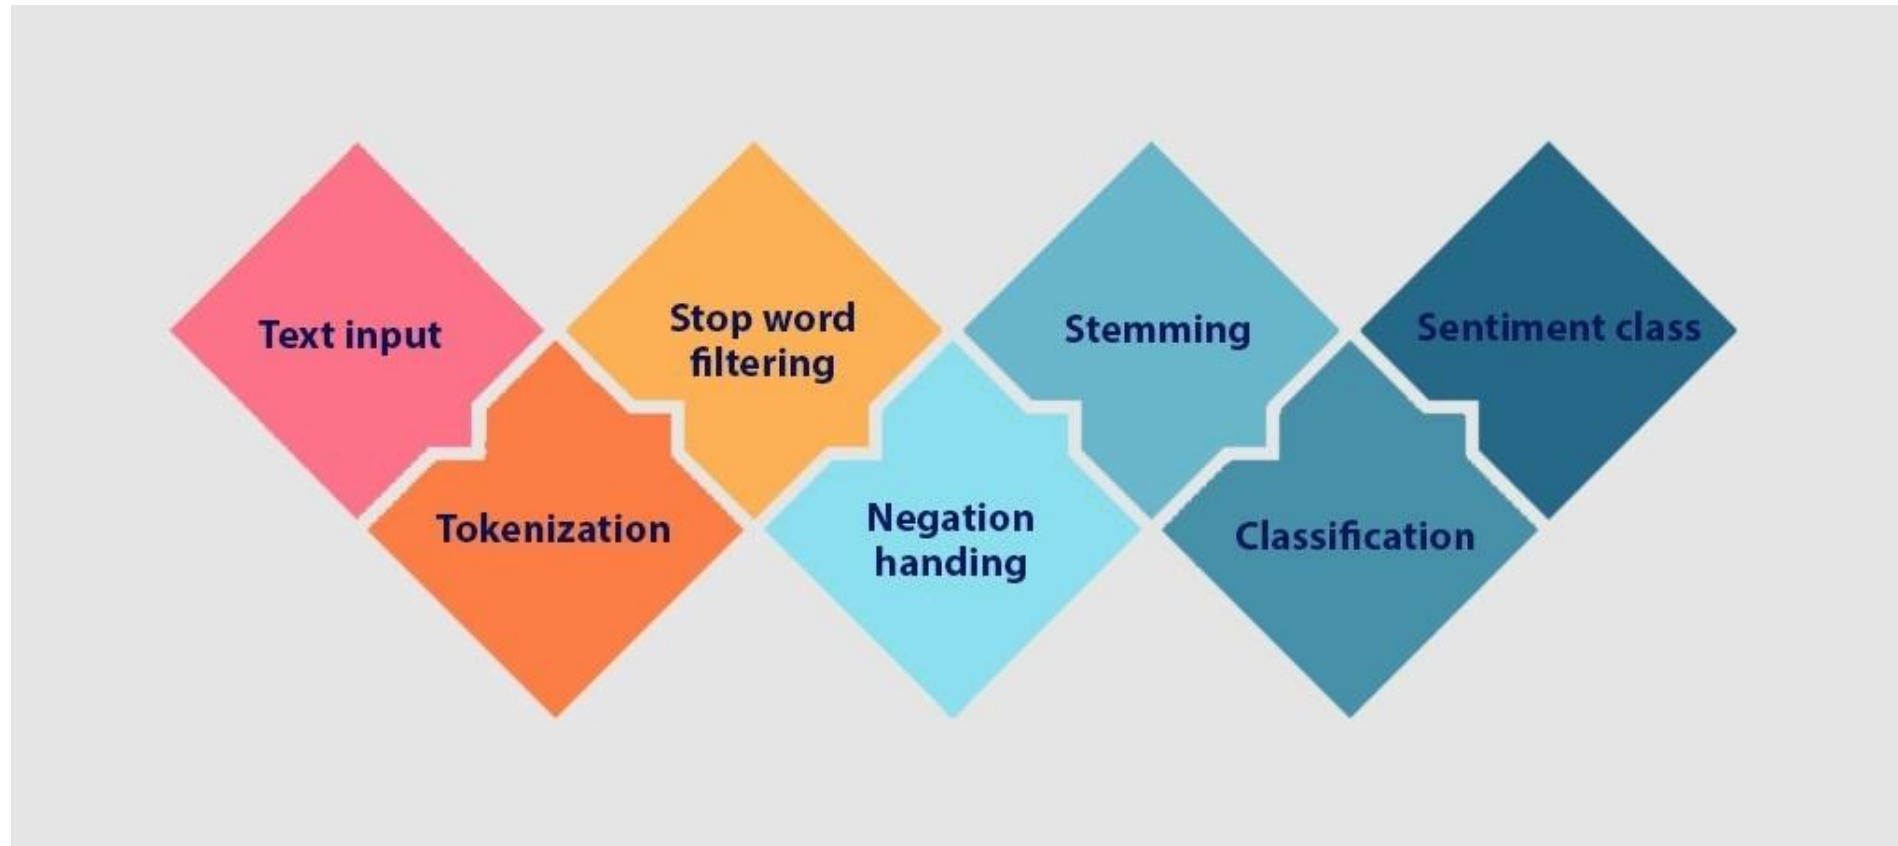 Text input
Tokenization
Stop word
filtering
Negation
handing
Stemming
Classification
Sentiment class